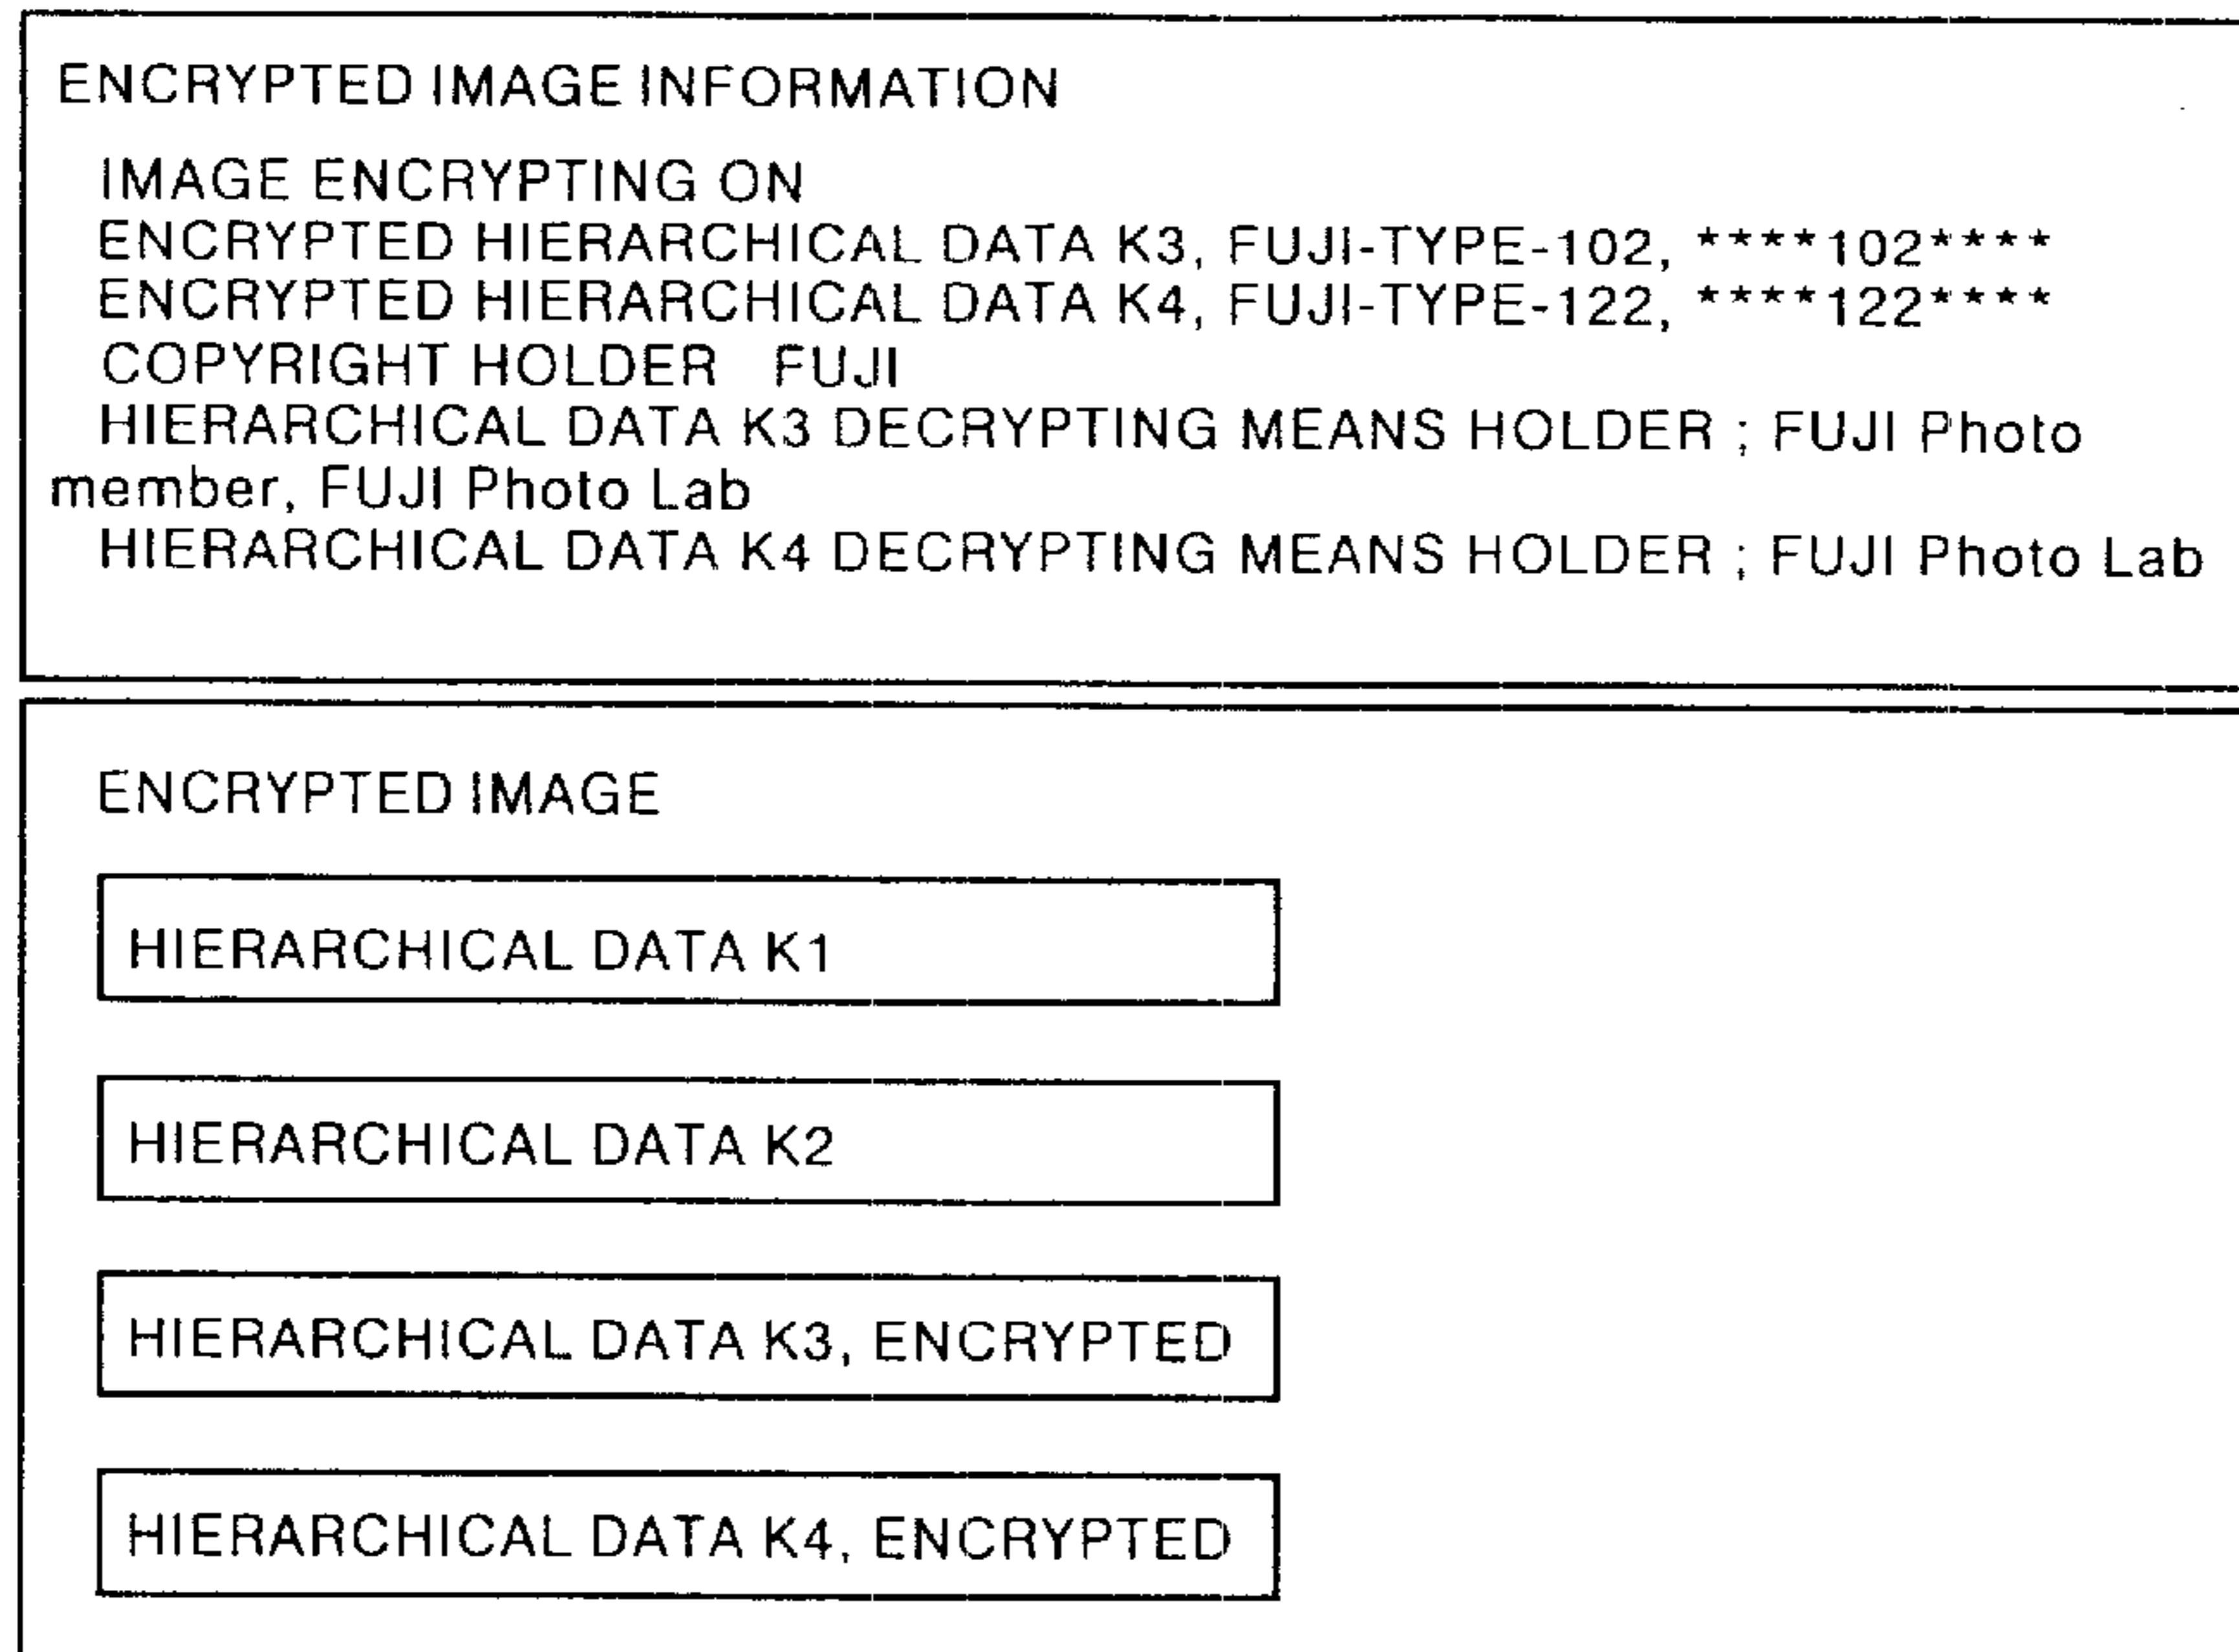 ENCRYPTED IMAGE INFORMATION
IMAGE ENCRYPTING ON
ENCRYPTED HIERARCHICAL DATA K3, FUJI-TYPE-102, ****102****
ENCRYPTED HIERARCHICAL DATA K4, FUJI-TYPE-122, ****122****
COPYRIGHT HOLDER FUJI
HIERARCHICAL DATA K3 DECRYPTING MEANS HOLDER ; FUJI Photo
member, FUJI Photo Lab
HIERARCHICAL DATA K4 DECRYPTING MEANS HOLDER ; FUJI Photo Lab
ENCRYPTED IMAGE
HIERARCHICAL DATA K1
HIERARCHICAL DATA K2
HIERARCHICAL DATA K3, ENCRYPTED
HIERARCHICAL DATA K4, ENCRYPTED